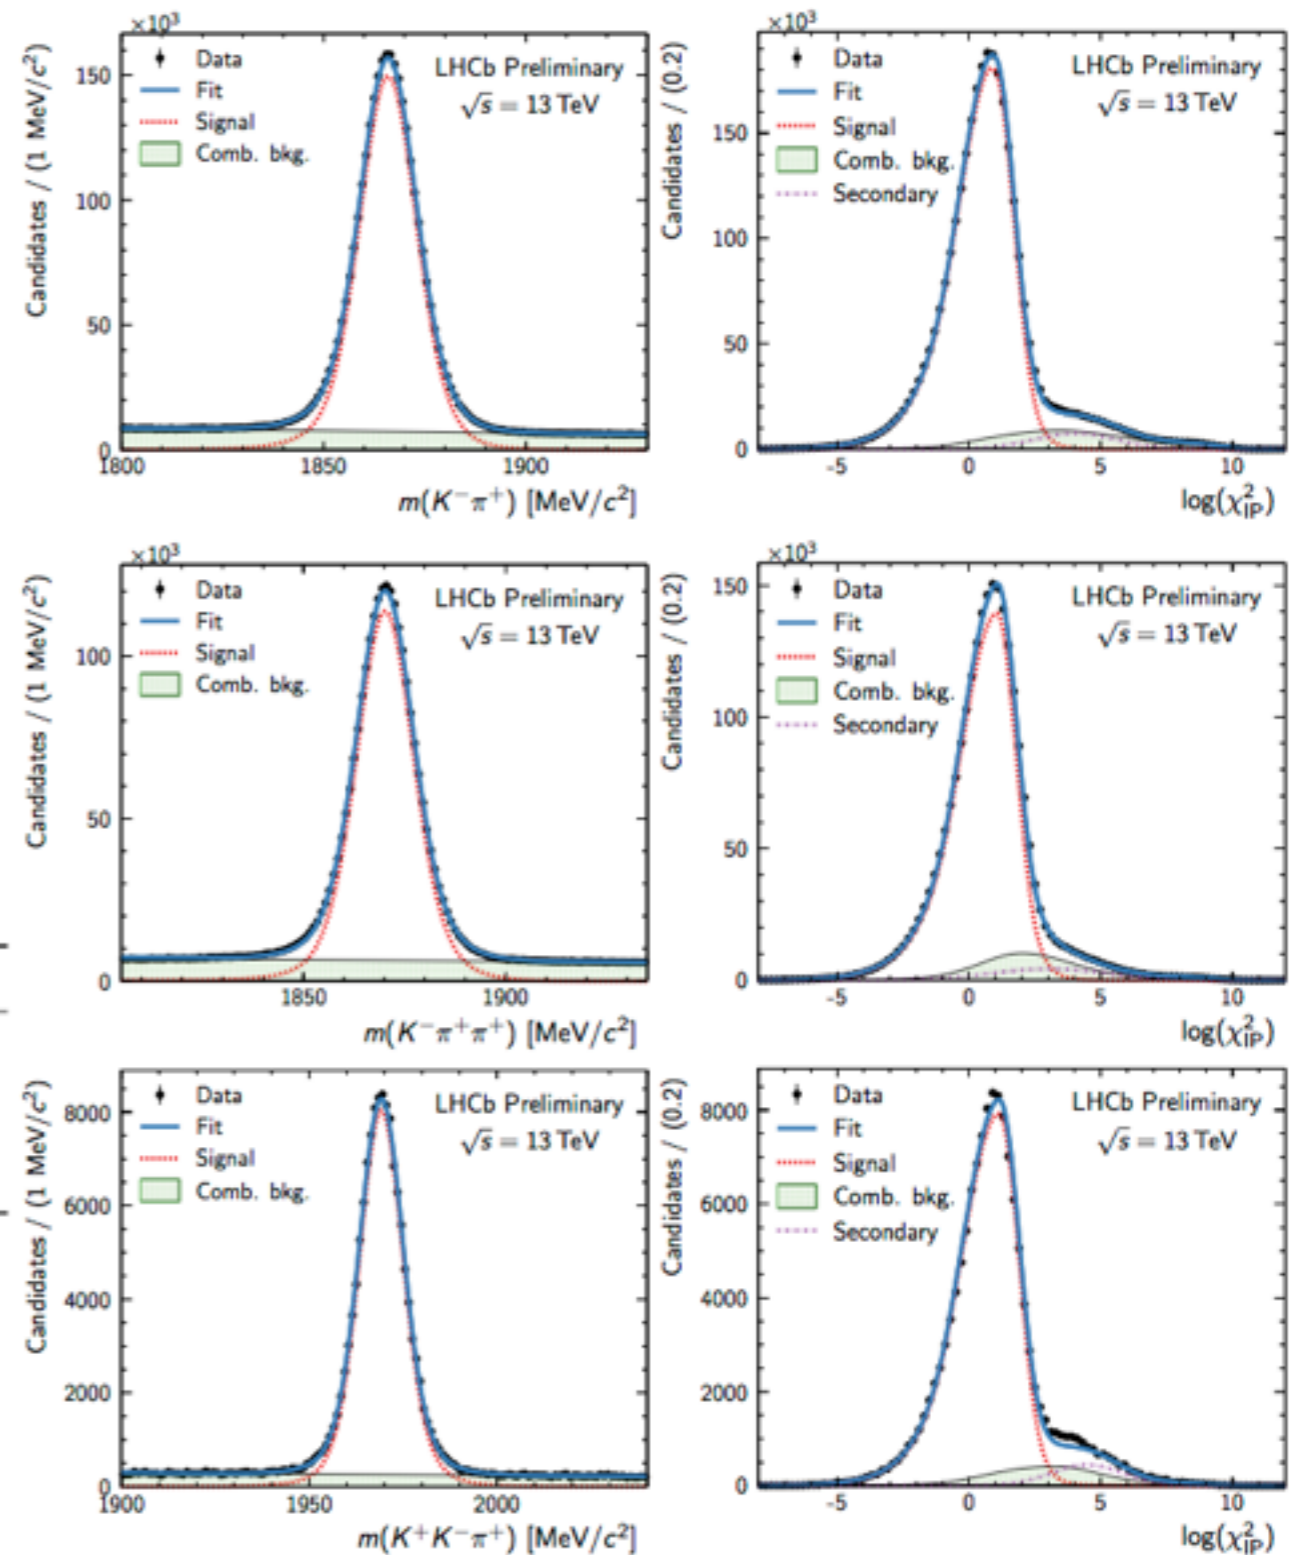 ×10³
Candidates / (1 MeV/c²)
150
100
50
0
Data
Fit
Signal
Comb. bkg.
LHCb Preliminary
√s = 13 TeV
1800
1850
1900
m(K⁻π⁺) [MeV/c²]
×10³
Candidates / (0.2)
150
100
50
0
Data
Fit
Signal
Comb. bkg.
Secondary
LHCb Preliminary
√s = 13 TeV
-5
0
5
10
log(χ²IP)
×10³
Candidates / (1 MeV/c²)
100
50
0
Data
Fit
Signal
Comb. bkg.
LHCb Preliminary
√s = 13 TeV
1850
1900
m(K⁻π⁺π⁺) [MeV/c²]
×10³
Candidates / (0.2)
150
100
50
0
Data
Fit
Signal
Comb. bkg.
Secondary
LHCb Preliminary
√s = 13 TeV
-5
0
5
10
log(χ²IP)
Candidates / (1 MeV/c²)
8000
6000
4000
2000
0
Data
Fit
Signal
Comb. bkg.
LHCb Preliminary
√s = 13 TeV
1900
1950
2000
m(K⁺K⁻π⁺) [MeV/c²]
Candidates / (0.2)
8000
6000
4000
2000
0
Data
Fit
Signal
Comb. bkg.
Secondary
LHCb Preliminary
√s = 13 TeV
-5
0
5
10
log(χ²IP)